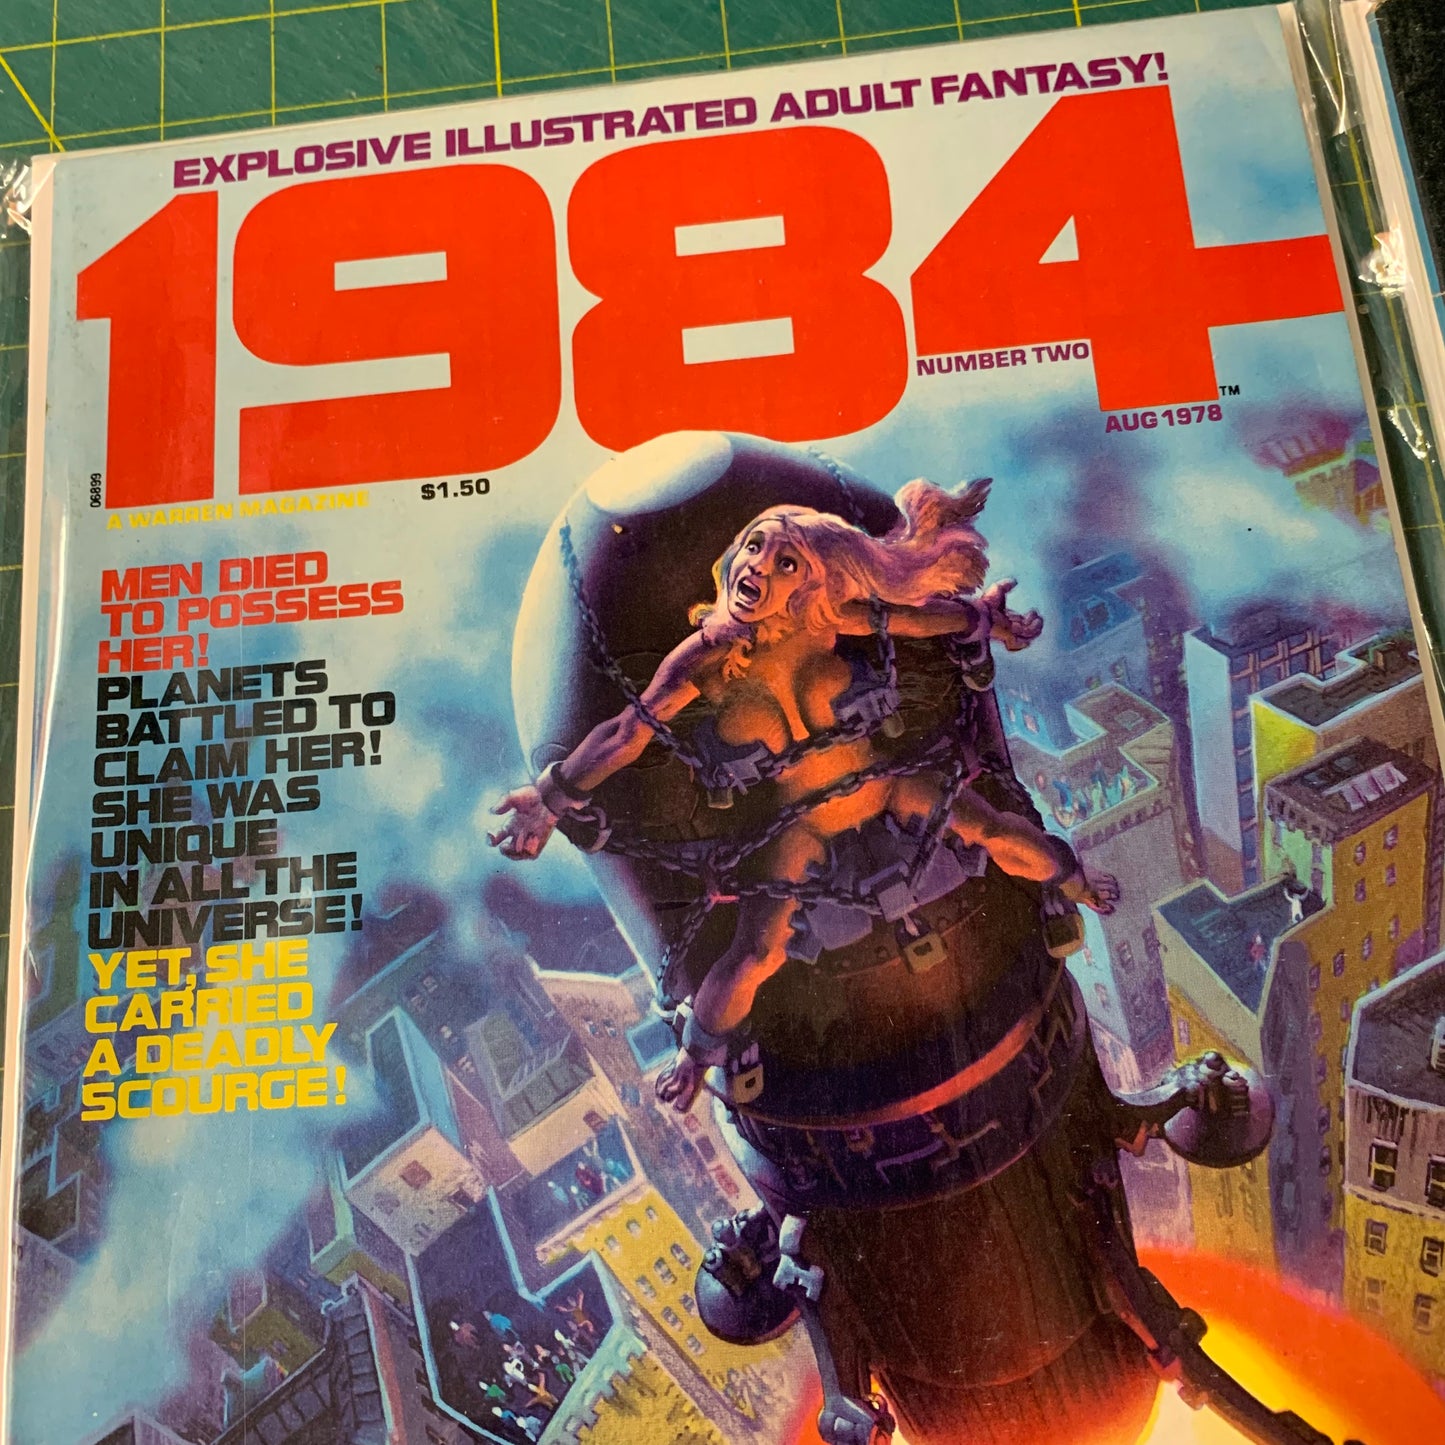 EXPLOSIVE ILLUSTRATED ADULT FANTASY!
1984
NUMBER TWO
TM
AUG 1978
06899
A WARREN MAGAZINE
$1.50
MEN DIED
TO POSSESS
HER!
PLANETS
BATTLED TO
CLAIM HER!
SHE WAS
UNIQUE
IN ALL THE
UNIVERSE!
YET, SHE
CARRIED
A DEADLY
SCOURGE!